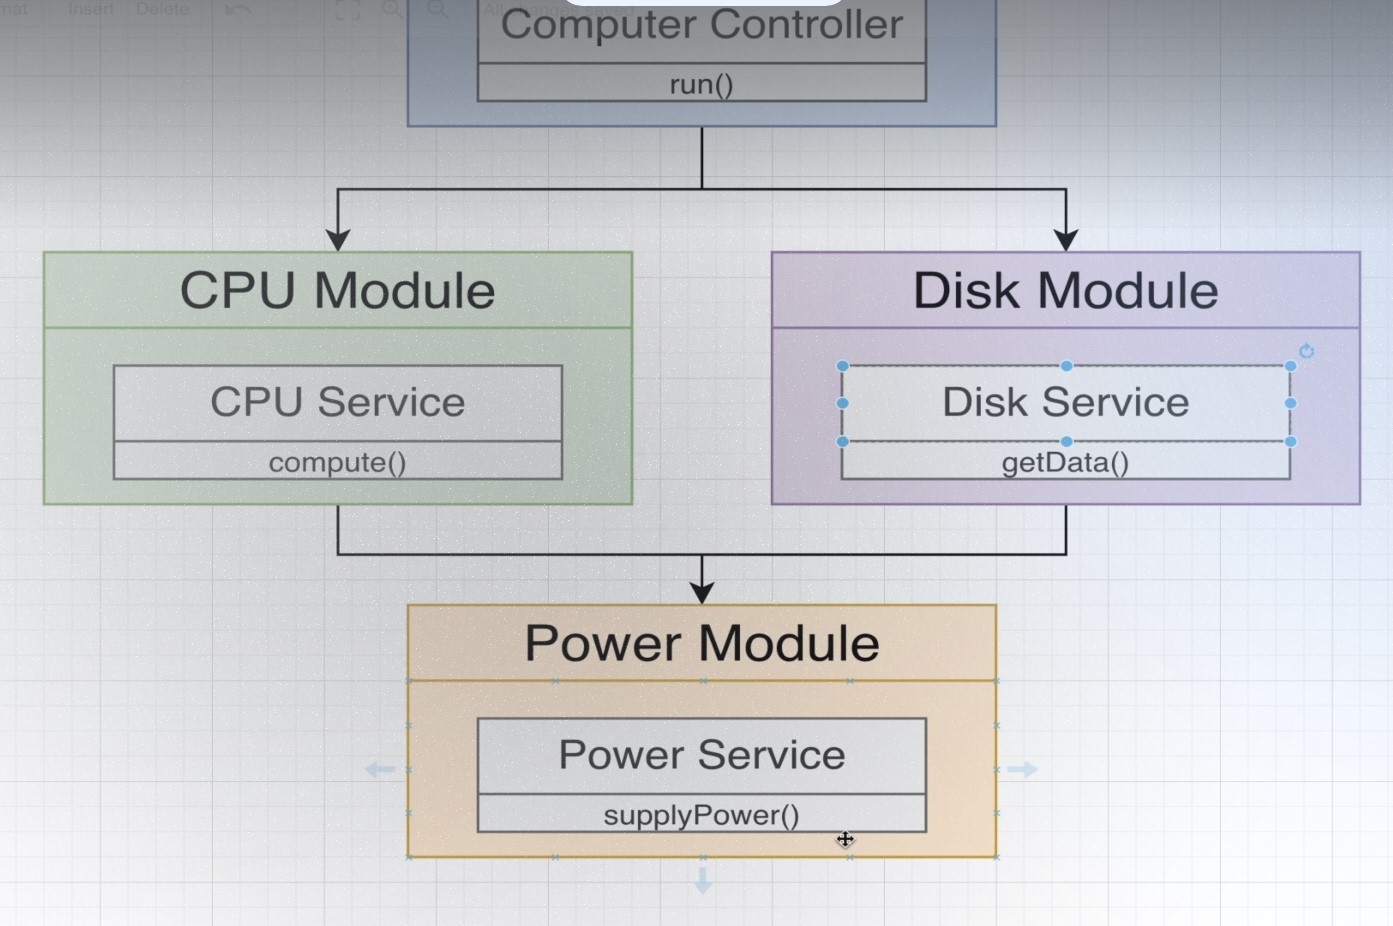 Insert Delete
Computer Controller
run()
CPU Module
Disk Module
CPU Service
Disk Service
compute()
getData()
Power Module
Power Service
supplyPower()